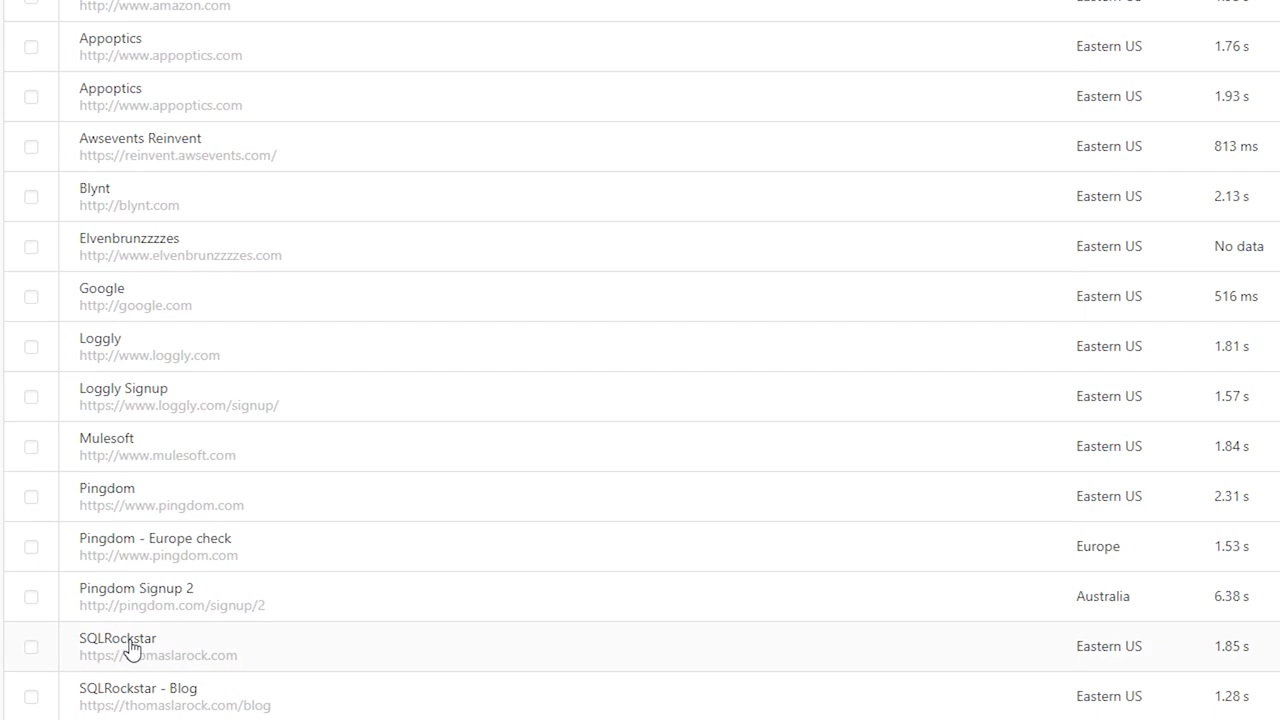 http://www.amazon.com
Appoptics
http://www.appoptics.com
Eastern US
1.76 s
Appoptics
http://www.appoptics.com
Eastern US
1.93 s
Awsevents Reinvent
https://reinvent.awsevents.com/
Eastern US
813 ms
Blynt
http://blynt.com
Eastern US
2.13 s
Elvenbrunzzzzes
http://www.elvenbrunzzzzes.com
Eastern US
No data
Google
http://google.com
Eastern US
516 ms
Loggly
http://www.loggly.com
Eastern US
1.81 s
Loggly Signup
https://www.loggly.com/signup/
Eastern US
1.57 s
Mulesoft
http://www.mulesoft.com
Eastern US
1.84 s
Pingdom
https://www.pingdom.com
Eastern US
2.31 s
Pingdom - Europe check
http://www.pingdom.com
Europe
1.53 s
Pingdom Signup 2
http://pingdom.com/signup/2
Australia
6.38 s
SQLRockstar
https://thomaslarock.com
Eastern US
1.85 s
SQLRockstar - Blog
https://thomaslarock.com/blog
Eastern US
1.28 s